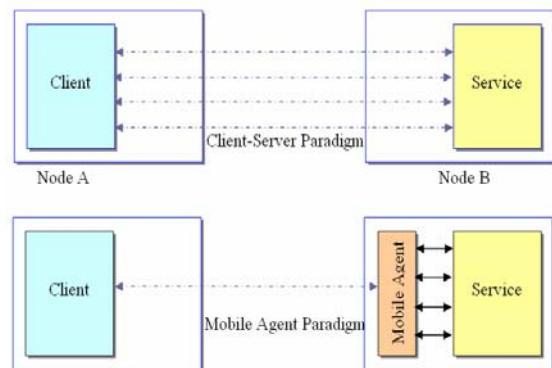 Client
Service
Client-Server Paradigm
Node A
Node B
Client
Mobile Agent
Service
Mobile Agent Paradigm